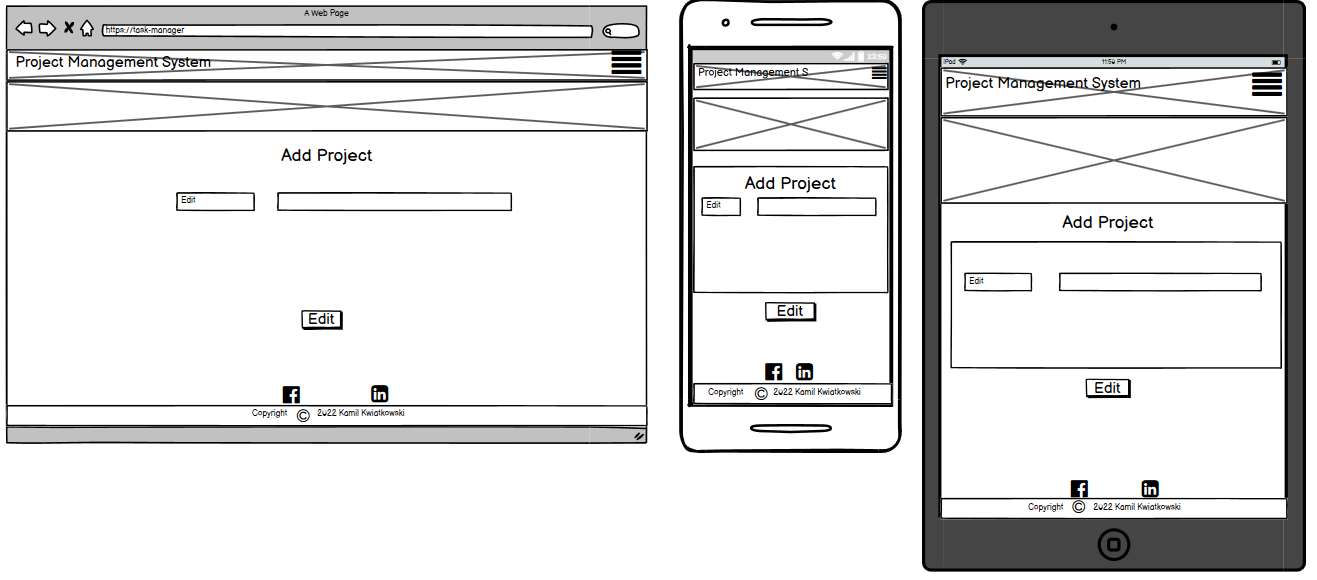 A Web Page
https://task-manager
Project Management System
Add Project
Edit
Edit
Copyright © 2022 Kamil Kwiatkowski
Project Management S
Add Project
Edit
Edit
Copyright © 2022 Kamil Kwiatkowski
iPod 11:56 PM
Project Management System
Add Project
Edit
Edit
Copyright © 2022 Kamil Kwiatkowski